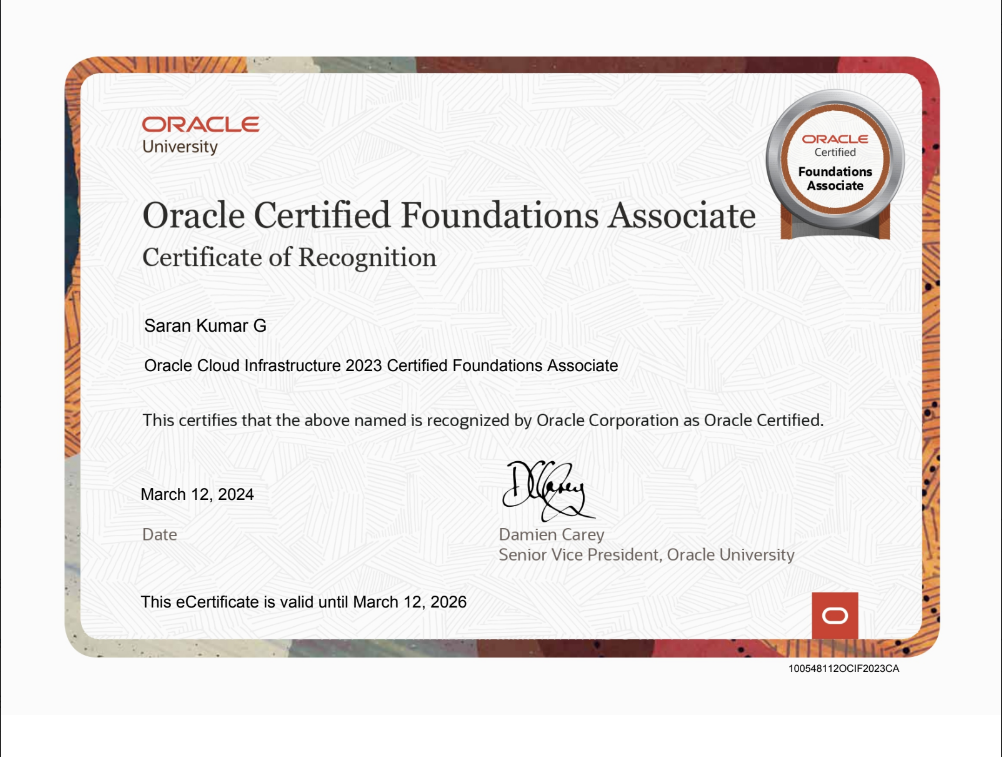 ORACLE
University
ORACLE
Certified
Foundations
Associate
Oracle Certified Foundations Associate
Certificate of Recognition
Saran Kumar G
Oracle Cloud Infrastructure 2023 Certified Foundations Associate
This certifies that the above named is recognized by Oracle Corporation as Oracle Certified.
March 12, 2024
Date
DCarey
Damien Carey
Senior Vice President, Oracle University
This eCertificate is valid until March 12, 2026
100548112OCIF2023CA